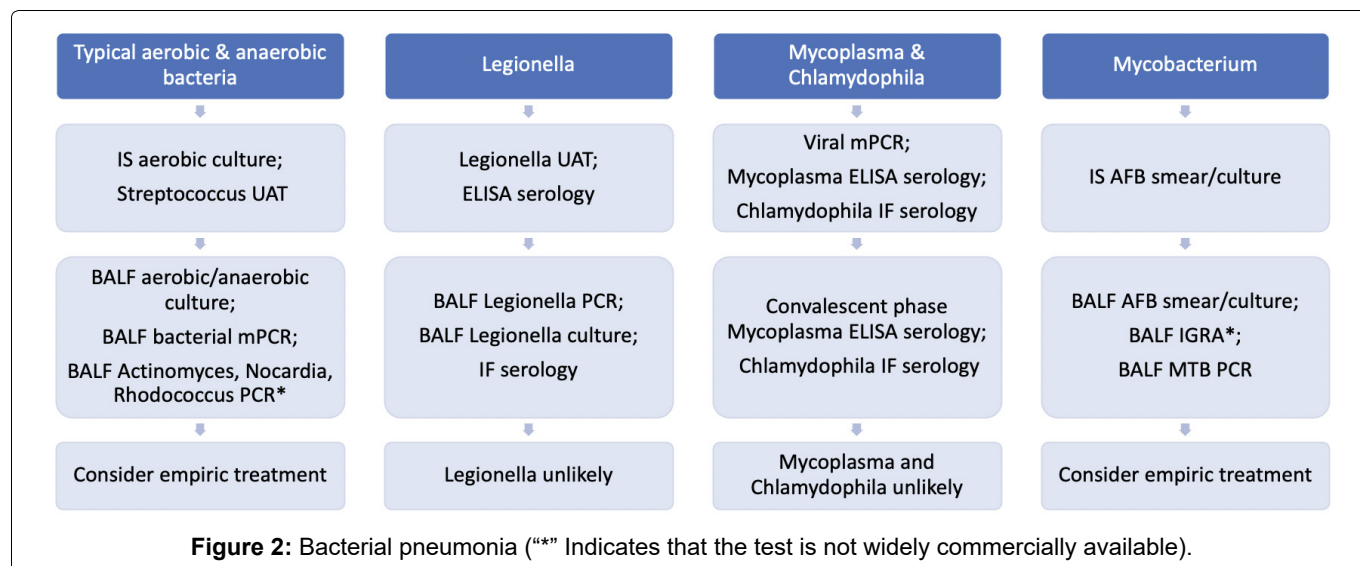 Typical aerobic & anaerobic
bacteria
IS aerobic culture;
Streptococcus UAT
BALF aerobic/anaerobic
culture;
BALF bacterial mPCR;
BALF Actinomyces, Nocardia,
Rhodococcus PCR*
Consider empiric treatment
Legionella
Legionella UAT;
ELISA serology
BALF Legionella PCR;
BALF Legionella culture;
IF serology
Legionella unlikely
Mycoplasma &
Chlamydophila
Viral mPCR;
Mycoplasma ELISA serology;
Chlamydophila IF serology
Convalescent phase
Mycoplasma ELISA serology;
Chlamydophila IF serology
Mycoplasma and
Chlamydophila unlikely
Mycobacterium
IS AFB smear/culture
BALF AFB smear/culture;
BALF IGRA*;
BALF MTB PCR
Consider empiric treatment
Figure 2: Bacterial pneumonia (“*” Indicates that the test is not widely commercially available).